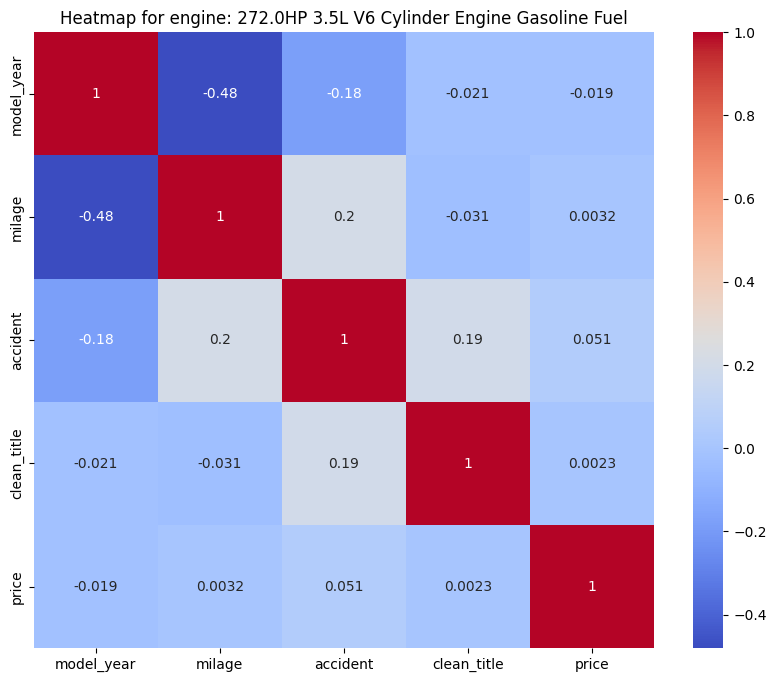 Heatmap for engine: 272.0HP 3.5L V6 Cylinder Engine Gasoline Fuel
model_year 1 -0.48 -0.18 -0.021 -0.019
milage -0.48 1 0.2 -0.031 0.0032
accident -0.18 0.2 1 0.19 0.051
clean_title -0.021 -0.031 0.19 1 0.0023
price -0.019 0.0032 0.051 0.0023 1
model_year milage accident clean_title price
1.0
0.8
0.6
0.4
0.2
0.0
−0.2
−0.4